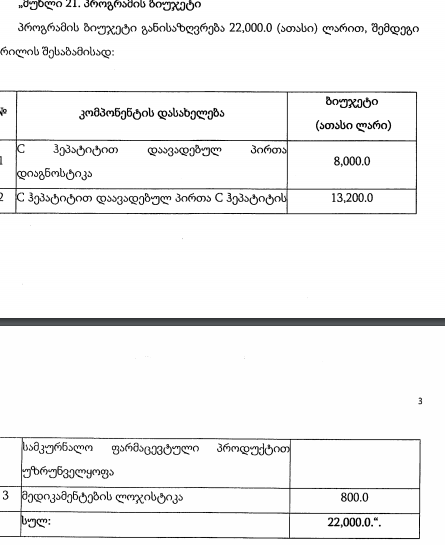 „მუხლი 21. პროგრამის ბიუჯეტი
პროგრამის ბიუჯეტი განისაზღვრება 22,000.0 (ათასი) ლარით, შემდეგი
რილის შესაბამისად:
№ კომპონენტის დასახელება ბიუჯეტი (ათასი ლარი)
1 C ჰეპატიტით დაავადებულ პირთა
დიაგნოსტიკა 8,000.0
2 C ჰეპატიტით დაავადებულ პირთა C ჰეპატიტის 13,200.0
3
სამკურნალო ფარმაცევტული პროდუქტით
უზრუნველყოფა
3 მედიკამენტების ლოჯისტიკა 800.0
სულ: 22,000.0.“.